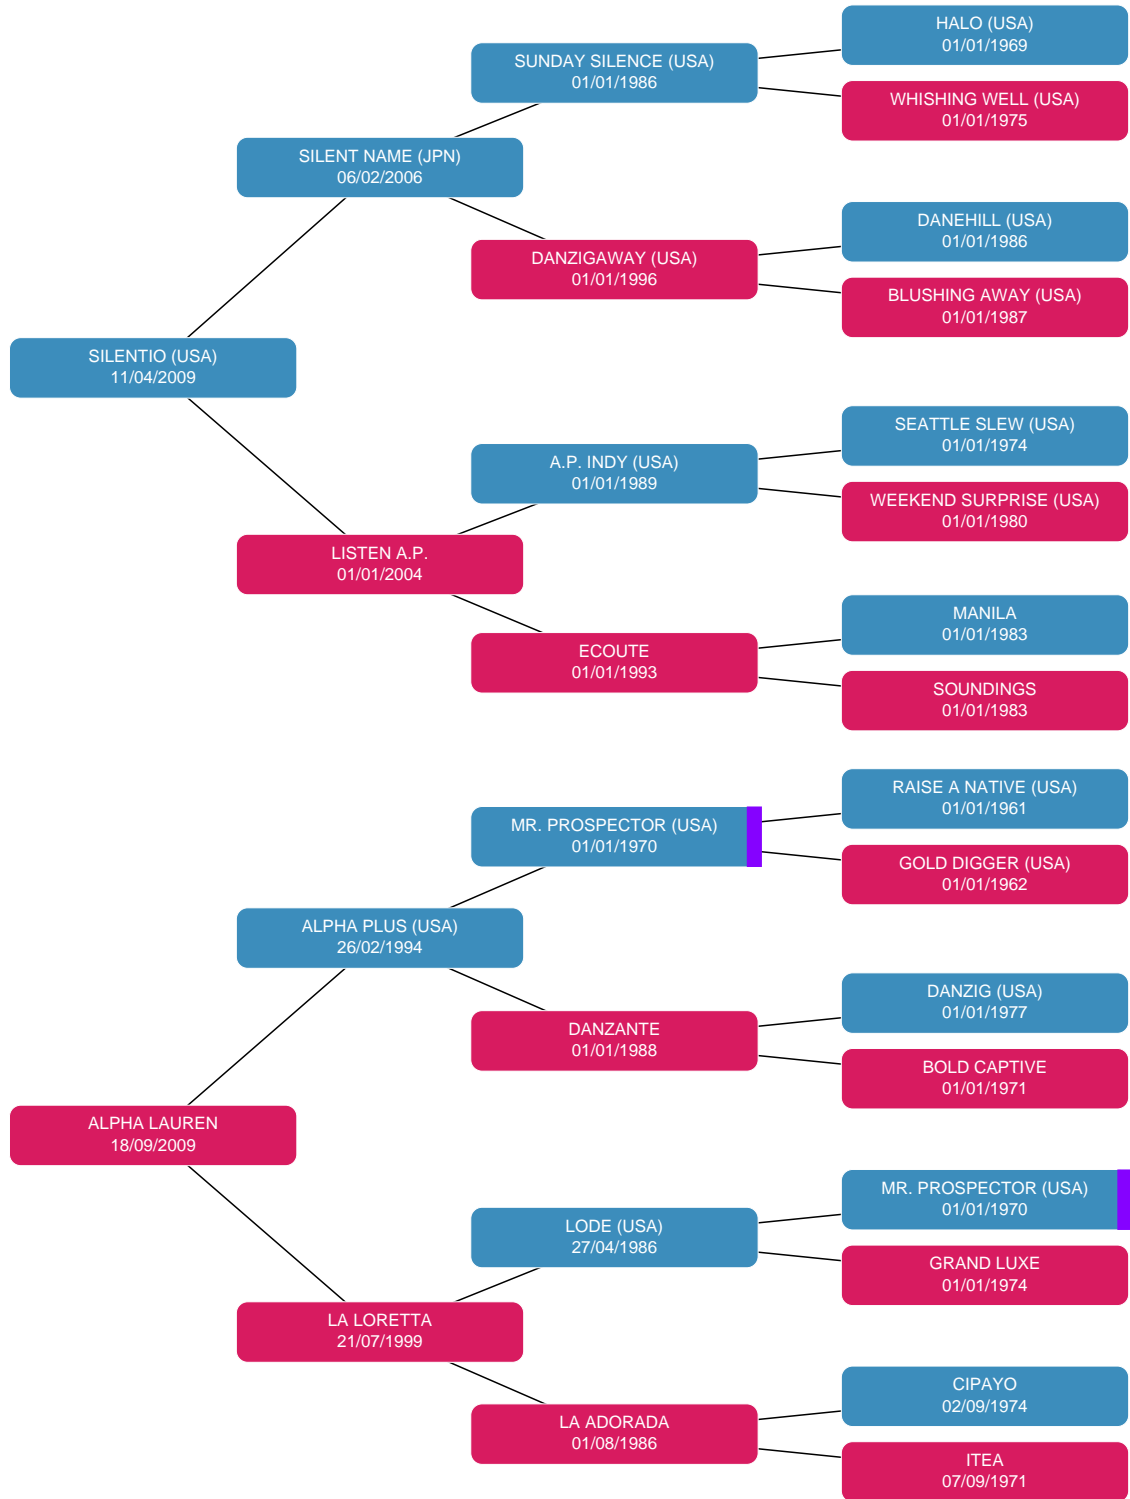 HALO (USA)
01/01/1969
SUNDAY SILENCE (USA)
01/01/1986
WHISHING WELL (USA)
01/01/1975
SILENT NAME (JPN)
06/02/2006
DANEHILL (USA)
01/01/1986
DANZIGAWAY (USA)
01/01/1996
BLUSHING AWAY (USA)
01/01/1987
SILENTIO (USA)
11/04/2009
SEATTLE SLEW (USA)
01/01/1974
A.P. INDY (USA)
01/01/1989
WEEKEND SURPRISE (USA)
01/01/1980
LISTEN A.P.
01/01/2004
MANILA
01/01/1983
ECOUTE
01/01/1993
SOUNDINGS
01/01/1983
RAISE A NATIVE (USA)
01/01/1961
MR. PROSPECTOR (USA)
01/01/1970
GOLD DIGGER (USA)
01/01/1962
ALPHA PLUS (USA)
26/02/1994
DANZIG (USA)
01/01/1977
DANZANTE
01/01/1988
BOLD CAPTIVE
01/01/1971
ALPHA LAUREN
18/09/2009
MR. PROSPECTOR (USA)
01/01/1970
LODE (USA)
27/04/1986
GRAND LUXE
01/01/1974
LA LORETTA
21/07/1999
CIPAYO
02/09/1974
LA ADORADA
01/08/1986
ITEA
07/09/1971